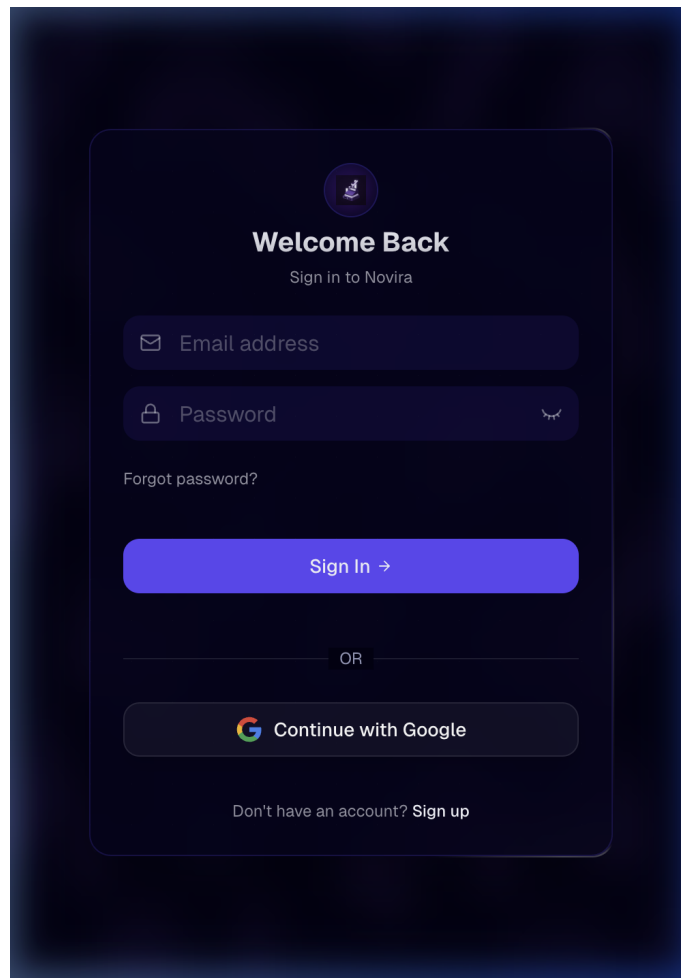 Welcome Back
Sign in to Novira
Email address
Password
Forgot password?
Sign In →
OR
Continue with Google
Don't have an account? Sign up